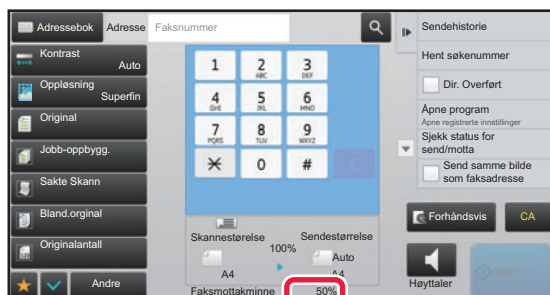 Adressebok
Adresse
Faksnummer
Kontrast
Auto
Oppløsning
Superfin
Original
Jobb-oppbygg.
Sakte Skann
Bland.orginal
Originalantall
Andre
1
2
ABC
3
DEF
4
GHI
5
JKL
6
MNO
7
PQRS
8
TUV
9
WXYZ
0
#
C
Skannestørelse
100%
Sendestørrelse
Auto
A4
A4
Faksmottakminne
50%
Sendehistorie
Hent søkenummer
Dir. Overført
Åpne program
Åpne registrerte innstillinger
Sjekk status for
send/motta
Send samme bilde
som faksadresse
Forhåndsvis
CA
Høyttaler
Start